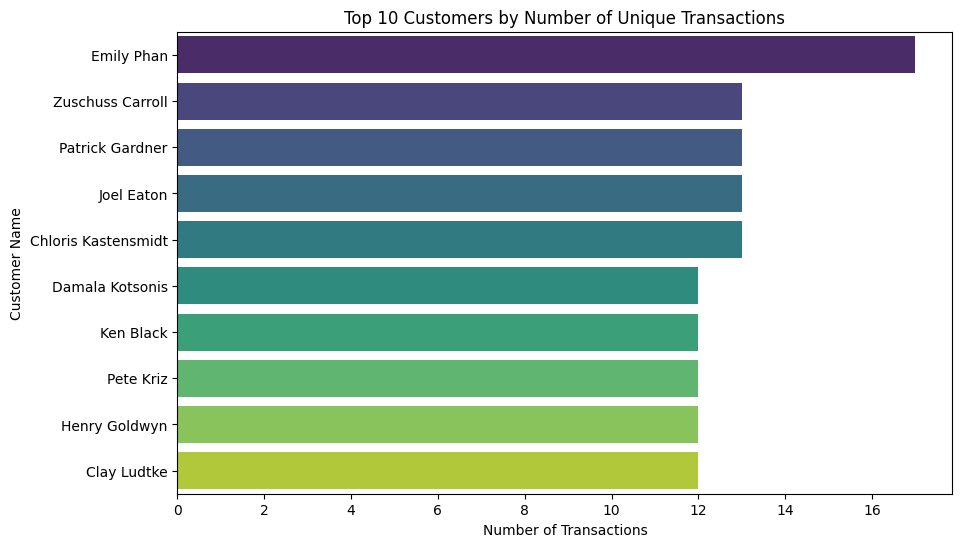 Top 10 Customers by Number of Unique Transactions
Customer Name
Emily Phan
Zuschuss Carroll
Patrick Gardner
Joel Eaton
Chloris Kastensmidt
Damala Kotsonis
Ken Black
Pete Kriz
Henry Goldwyn
Clay Ludtke
0 2 4 6 8 10 12 14 16
Number of Transactions